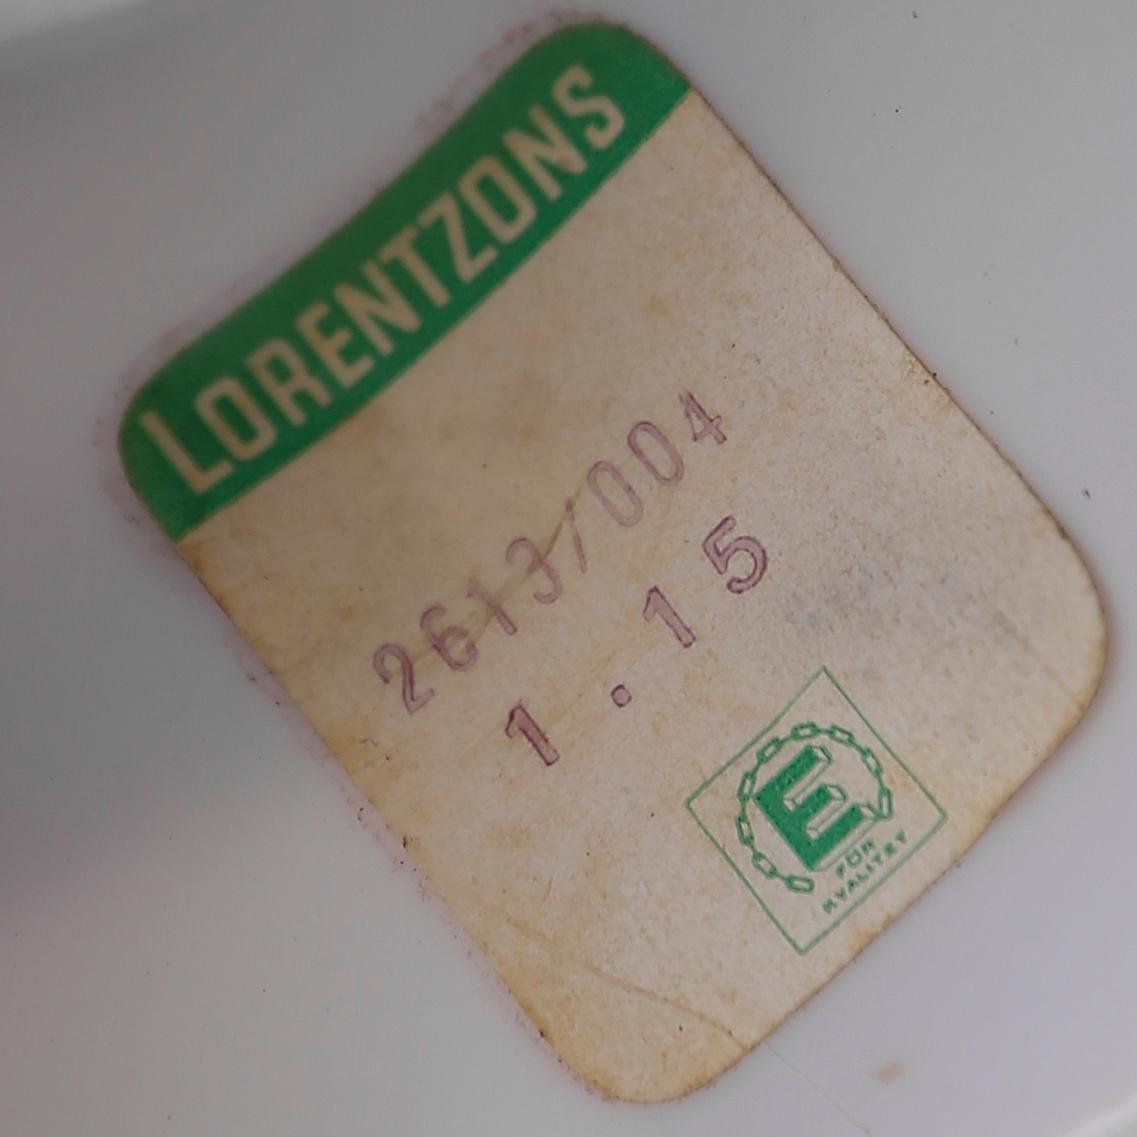 LORENTZONS
2613/004
1.15
E
FÖR
KVALITET